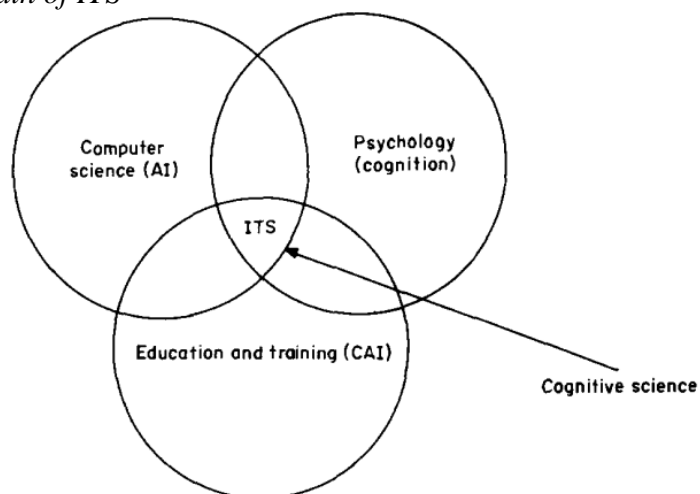 ain of ITS
Computer
science (AI)
Psychology
(cognition)
ITS
Education and training (CAI)
Cognitive science